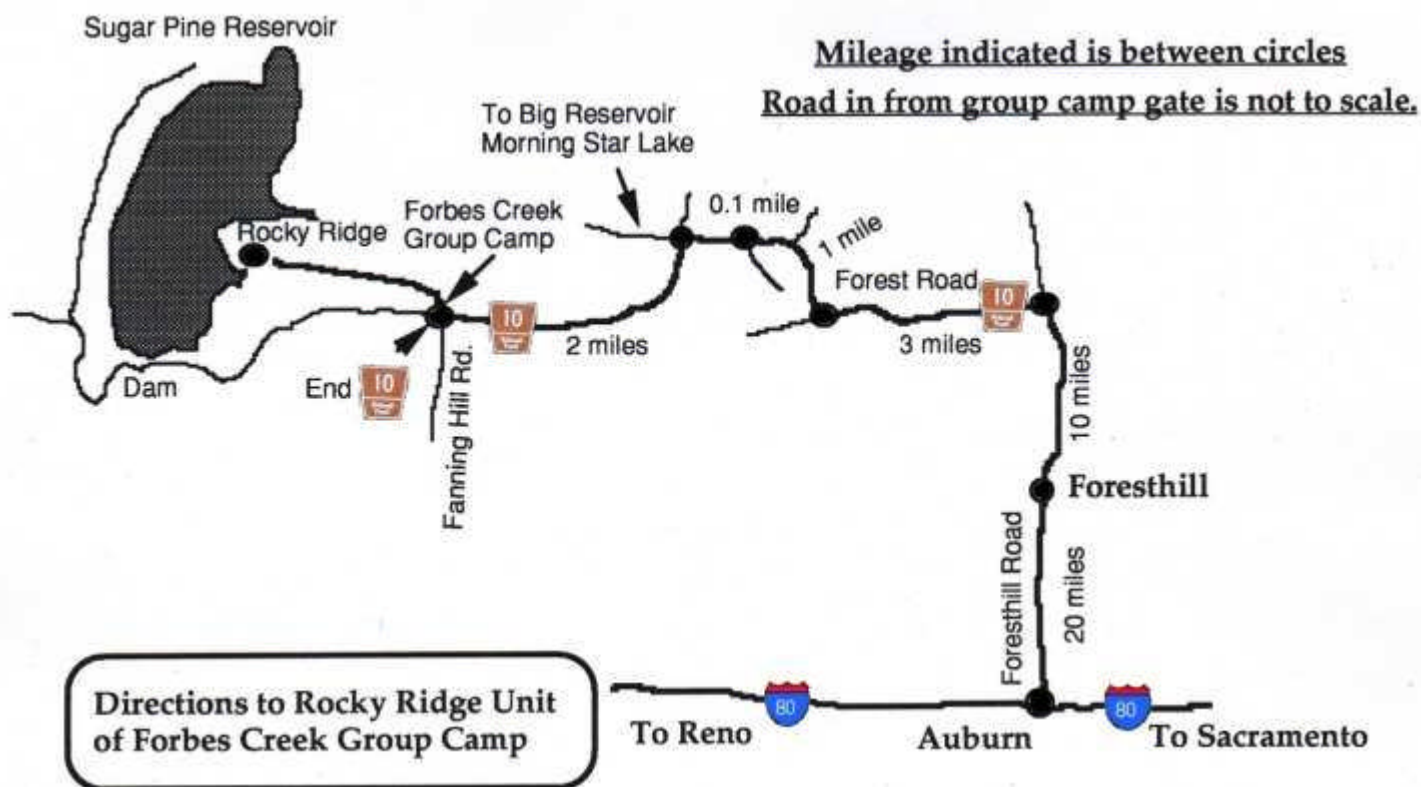 Sugar Pine Reservoir
Mileage indicated is between circles
Road in from group camp gate is not to scale.
To Big Reservoir
Morning Star Lake
Forbes Creek
Group Camp
Rocky Ridge
0.1 mile
1 mile
Forest Road
10
10
2 miles
3 miles
Dam
End
10
Fanning Hill Rd.
10 miles
Foresthill
Foresthill Road
20 miles
Directions to Rocky Ridge Unit
of Forbes Creek Group Camp
To Reno
80
Auburn
80
To Sacramento